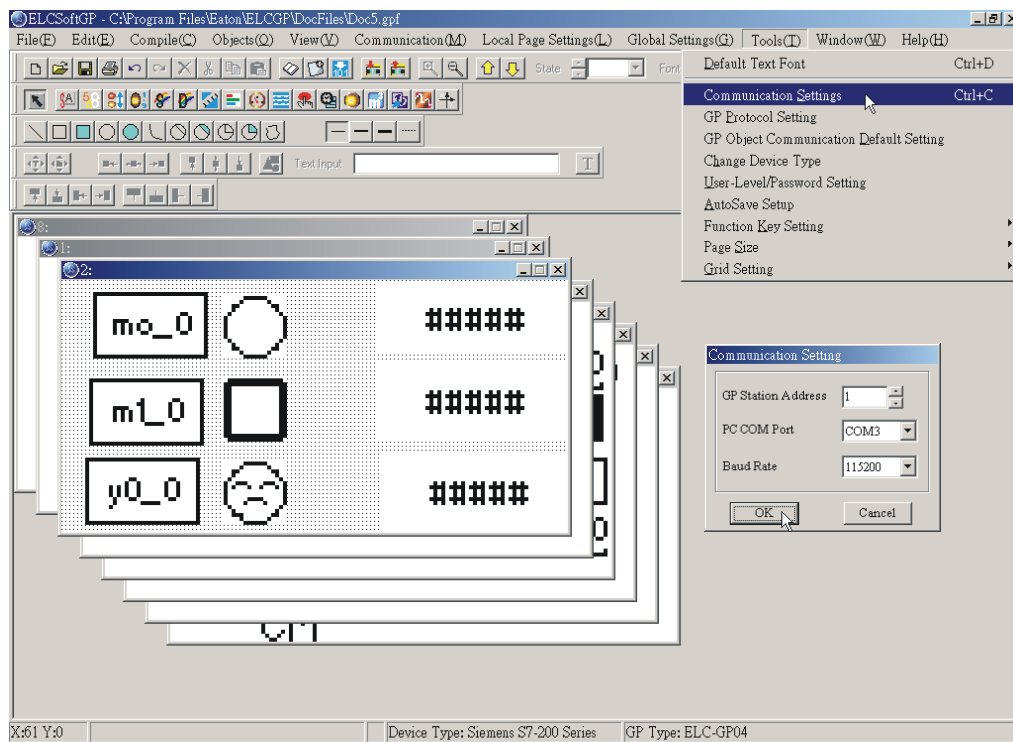 ELCSoftGP - C:\Program Files\Eaton\ELCGP\DocFiles\Doc5.gpf
File(F) Edit(E) Compile(C) Objects(O) View(V) Communication(M) Local Page Settings(L) Global Settings(G) Tools(T) Window(W) Help(H)
State Font
Text Input T
Default Text Font Ctrl+D
Communication Settings Ctrl+C
GP Protocol Setting
GP Object Communication Default Setting
Change Device Type
User-Level/Password Setting
AutoSave Setup
Function Key Setting
Page Size
Grid Setting
8:
1:
2:
mo_0 #####
m1_0 #####
y0_0 #####
Communication Setting
GP Station Address 1
PC COM Port COM3
Baud Rate 115200
OK Cancel
X:61 Y:0 Device Type: Siemens S7-200 Series GP Type: ELC-GP04